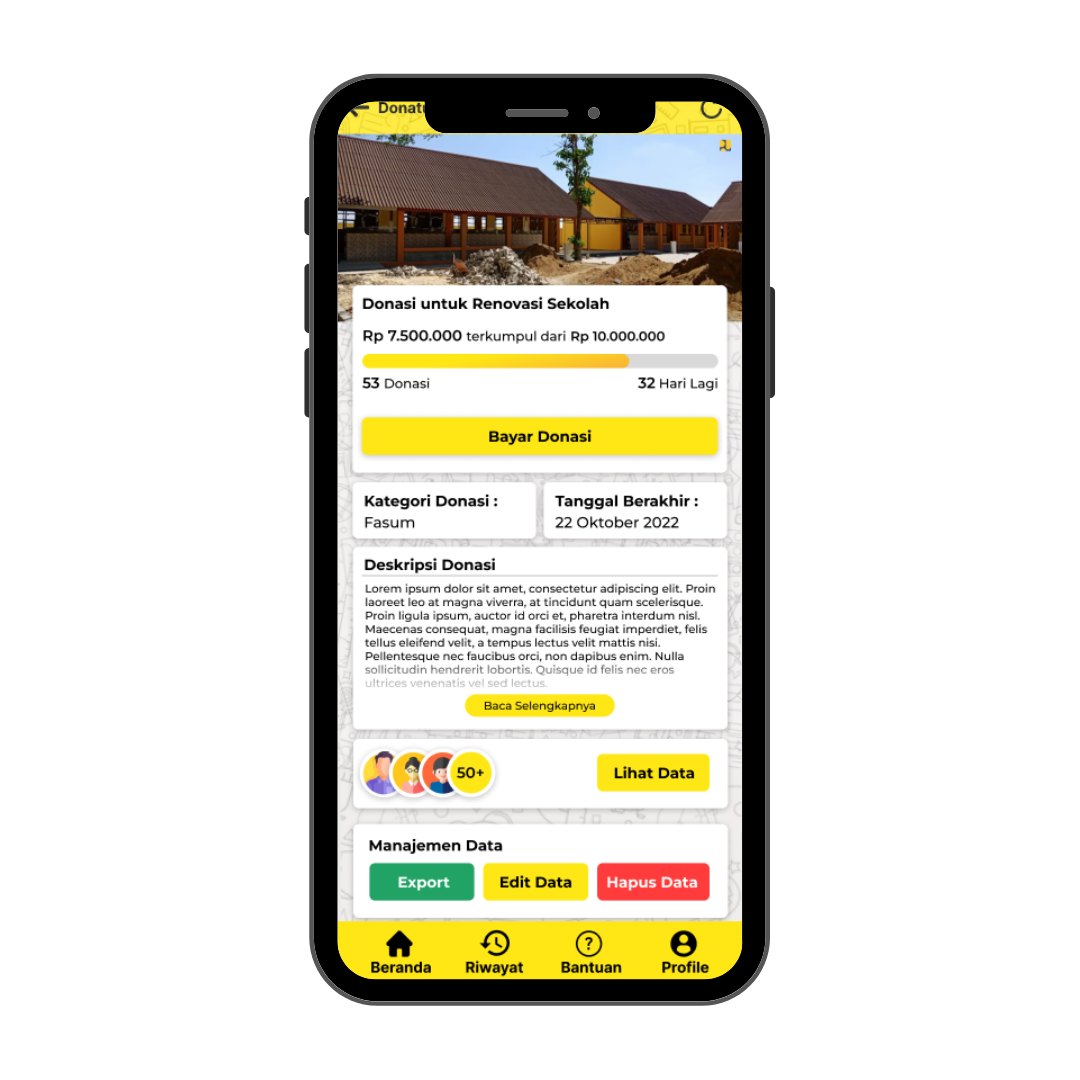 Donasi untuk Renovasi Sekolah
Rp 7.500.000 terkumpul dari Rp 10.000.000
53 Donasi
32 Hari Lagi
Bayar Donasi
Kategori Donasi :
Fasum
Tanggal Berakhir :
22 Oktober 2022
Deskripsi Donasi
Lorem ipsum dolor sit amet, consectetur adipiscing elit. Proin
laoreet leo at magna viverra, at tincidunt quam scelerisque.
Proin ligula ipsum, auctor id orci et, pharetra interdum nisl.
Maecenas consequat, magna facilisis feugiat imperdiet, felis
tellus eleifend velit, a tempus lectus velit mattis nisi.
Pellentesque nec faucibus orci, non dapibus enim. Nulla
sollicitudin hendrerit lobortis. Quisque id felis nec eros
ultrices venenatis vel sed lectus.
Baca Selengkapnya
50+
Lihat Data
Manajemen Data
Export
Edit Data
Hapus Data
Beranda
Riwayat
Bantuan
Profile